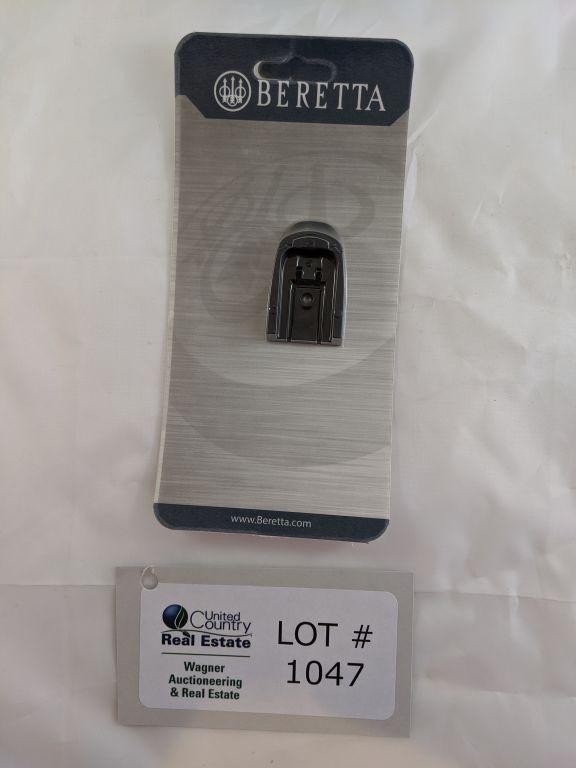 BERETTA
www.Beretta.com
United
Country
Real Estate
Wagner
Auctioneering
& Real Estate
LOT #
1047